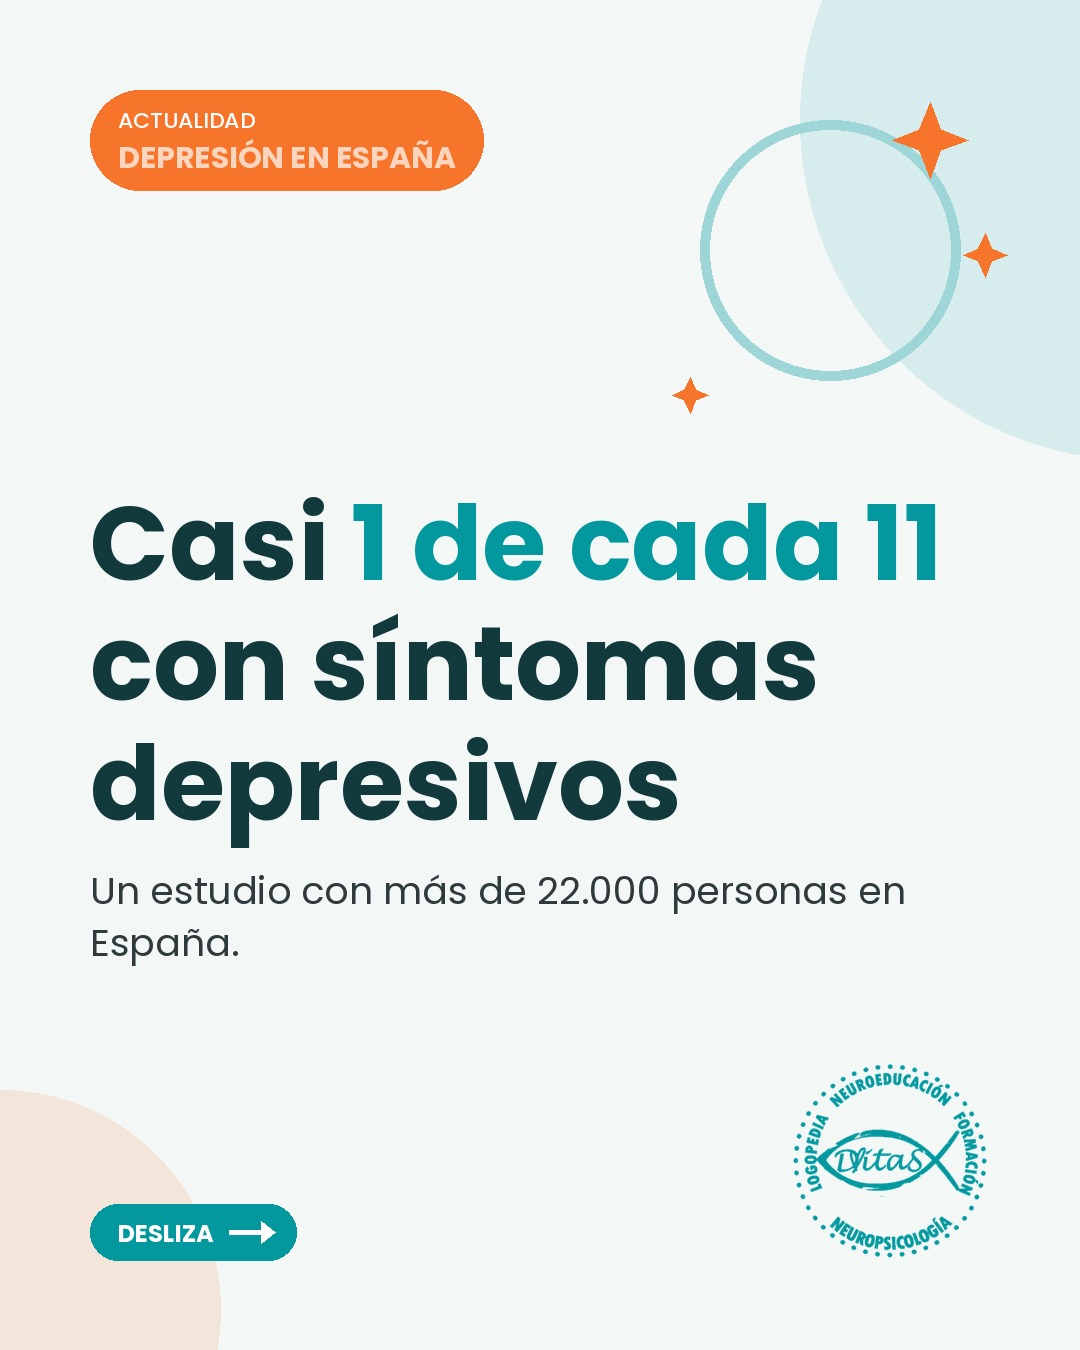 ACTUALIDAD
DEPRESIÓN EN ESPAÑA
Casi 1 de cada 11
con síntomas
depresivos
Un estudio con más de 22.000 personas en
España.
DESLIZA
LOGOPEDIA NEUROEDUCACIÓN FORMACIÓN
DVitaS
NEUROPSICOLOGÍA